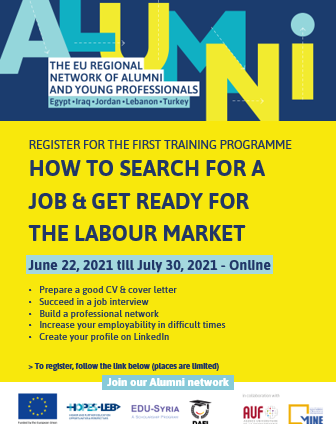 ALUMNi
THE EU REGIONAL
NETWORK OF ALUMNI
AND YOUNG PROFESSIONALS
Egypt • Iraq • Jordan • Lebanon • Turkey
REGISTER FOR THE FIRST TRAINING PROGRAMME
HOW TO SEARCH FOR A
JOB & GET READY FOR
THE LABOUR MARKET
June 22, 2021 till July 30, 2021 - Online
• Prepare a good CV & cover letter
• Succeed in a job interview
• Build a professional network
• Increase your employability in difficult times
• Create your profile on LinkedIn
> To register, follow the link below (places are limited)
Join our Alumni network
HOPES-LEB
EDU-SYRIA
DAFI
AUF
MINE